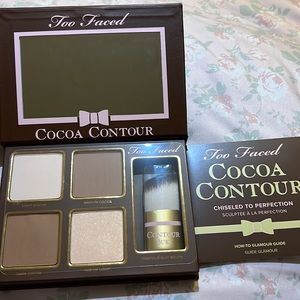 Too Faced
COCOA CONTOUR
CONTOUR
Too Faced
COCOA
CONTOUR
CHISELED TO PERFECTION
SCULPTÉE À LA PERFECTION
HOW-TO GLAMOUR GUIDE
GUIDE GLAMOUR